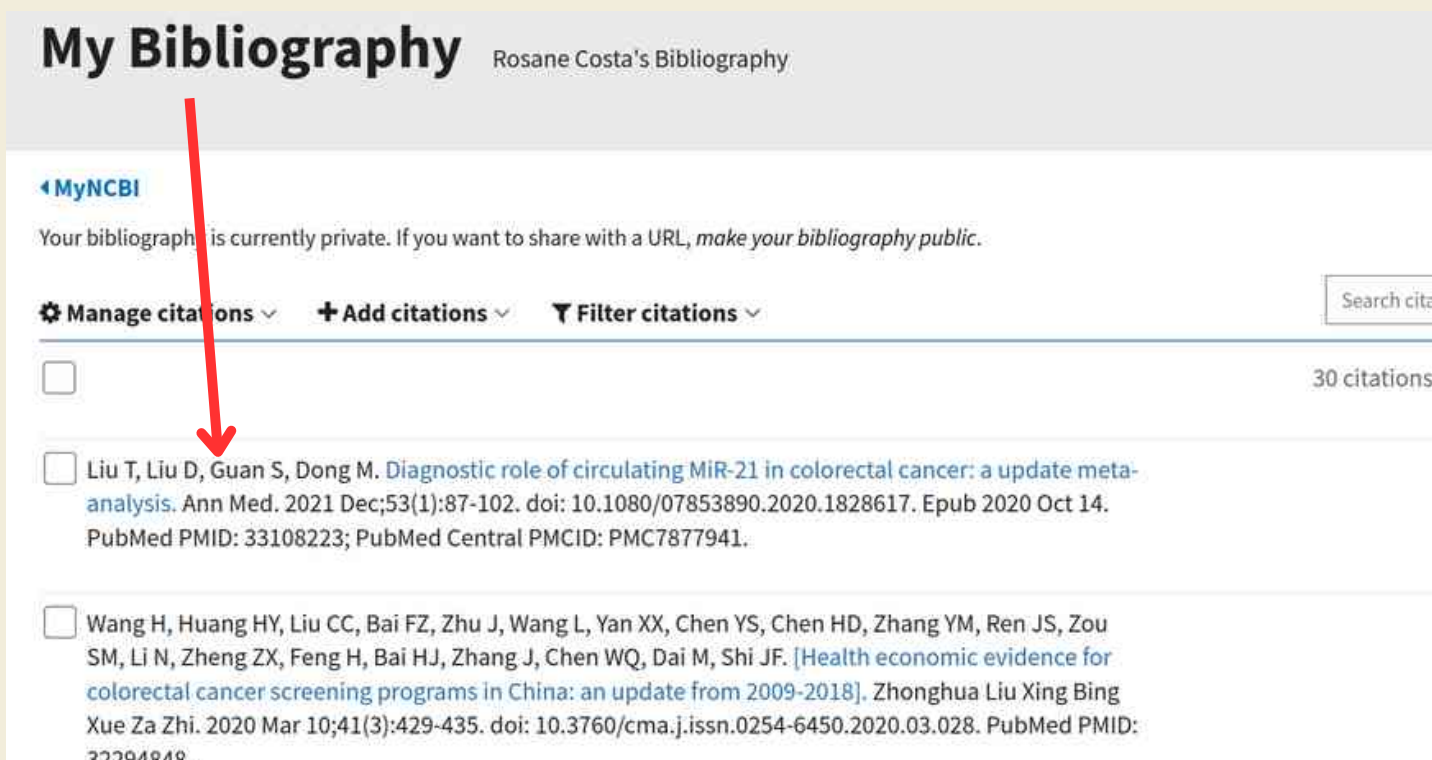 My Bibliography Rosane Costa's Bibliography
MyNCBI
Your bibliography is currently private. If you want to share with a URL, make your bibliography public.
Manage citations Add citations Filter citations
Search cita
30 citations
Liu T, Liu D, Guan S, Dong M. Diagnostic role of circulating MiR-21 in colorectal cancer: a update meta-
analysis. Ann Med. 2021 Dec;53(1):87-102. doi: 10.1080/07853890.2020.1828617. Epub 2020 Oct 14.
PubMed PMID: 33108223; PubMed Central PMCID: PMC7877941.
Wang H, Huang HY, Liu CC, Bai FZ, Zhu J, Wang L, Yan XX, Chen YS, Chen HD, Zhang YM, Ren JS, Zou
SM, Li N, Zheng ZX, Feng H, Bai HJ, Zhang J, Chen WQ, Dai M, Shi JF. [Health economic evidence for
colorectal cancer screening programs in China: an update from 2009-2018]. Zhonghua Liu Xing Bing
Xue Za Zhi. 2020 Mar 10;41(3):429-435. doi: 10.3760/cma.j.issn.0254-6450.2020.03.028. PubMed PMID:
32294848.